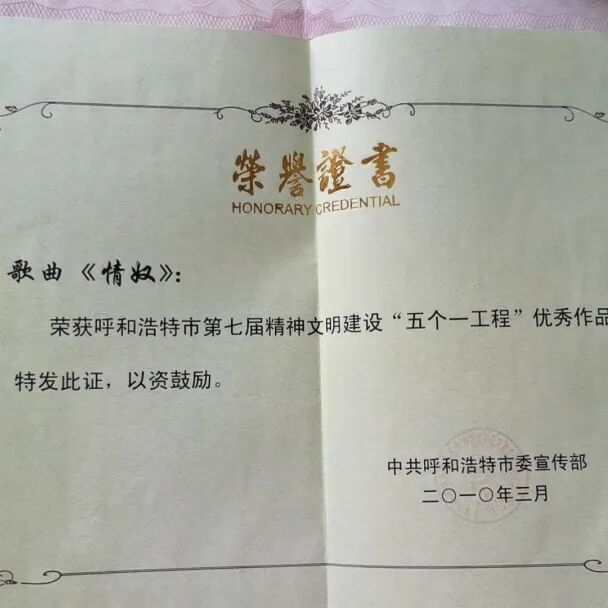 榮譽證書
HONORARY CREDENTIAL
歌曲《情奴》：
荣获呼和浩特市第七届精神文明建设“五个一工程”优秀作品
特发此证，以资鼓励。
中共呼和浩特市委宣传部
二〇一〇年三月